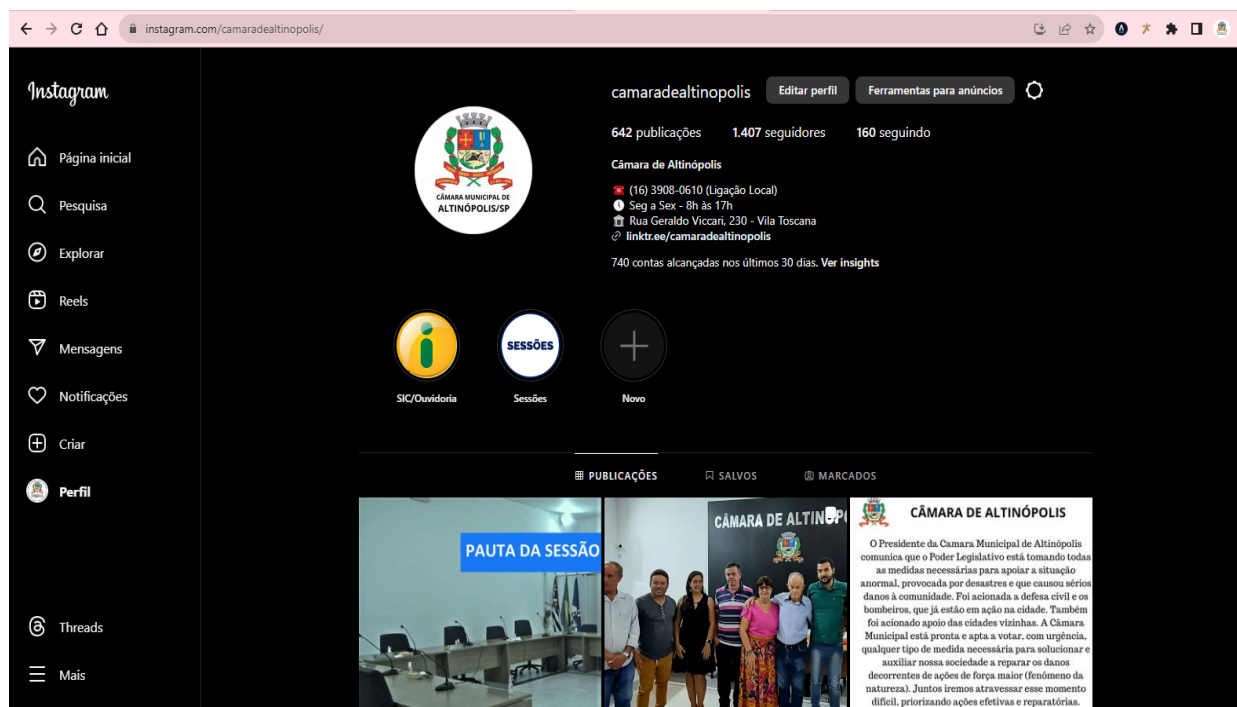 instagram.com/camaradealtinopolis/
Instagram
Página inicial
Pesquisa
Explorar
Reels
Mensagens
Notificações
Criar
Perfil
Threads
Mais
camaradealtinopolis Editar perfil Ferramentas para anúncios
642 publicações 1.407 seguidores 160 seguindo
Câmara de Altinópolis
(16) 3908-0610 (Ligação Local)
Seg a Sex - 8h às 17h
Rua Geraldo Viccari, 230 - Vila Toscana
linktr.ee/camaradealtinopolis
740 contas alcançadas nos últimos 30 dias. Ver insights
CÂMARA MUNICIPAL DE
ALTINÓPOLIS/SP
SESSÕES
SIC/Ouvidoria Sessões Novo
PUBLICAÇÕES SALVOS MARCADOS
PAUTA DA SESSÃO
CÂMARA DE ALTINÓP
CÂMARA DE ALTINÓPOLIS
O Presidente da Camara Municipal de Altinópolis
comunica que o Poder Legislativo está tomando todas
as medidas necessárias para apoiar a situação
anormal, provocada por desastres e que causou sérios
danos à comunidade. Foi acionada a defesa civil e os
bombeiros, que já estão em ação na cidade. Também
foi acionado apoio das cidades vizinhas. A Câmara
Municipal está pronta e apta a votar, com urgência,
qualquer tipo de medida necessária para solucionar e
auxiliar nossa sociedade a reparar os danos
decorrentes de ações de força maior (fenômeno da
natureza). Juntos iremos atravessar esse momento
difícil, priorizando ações efetivas e reparatórias.